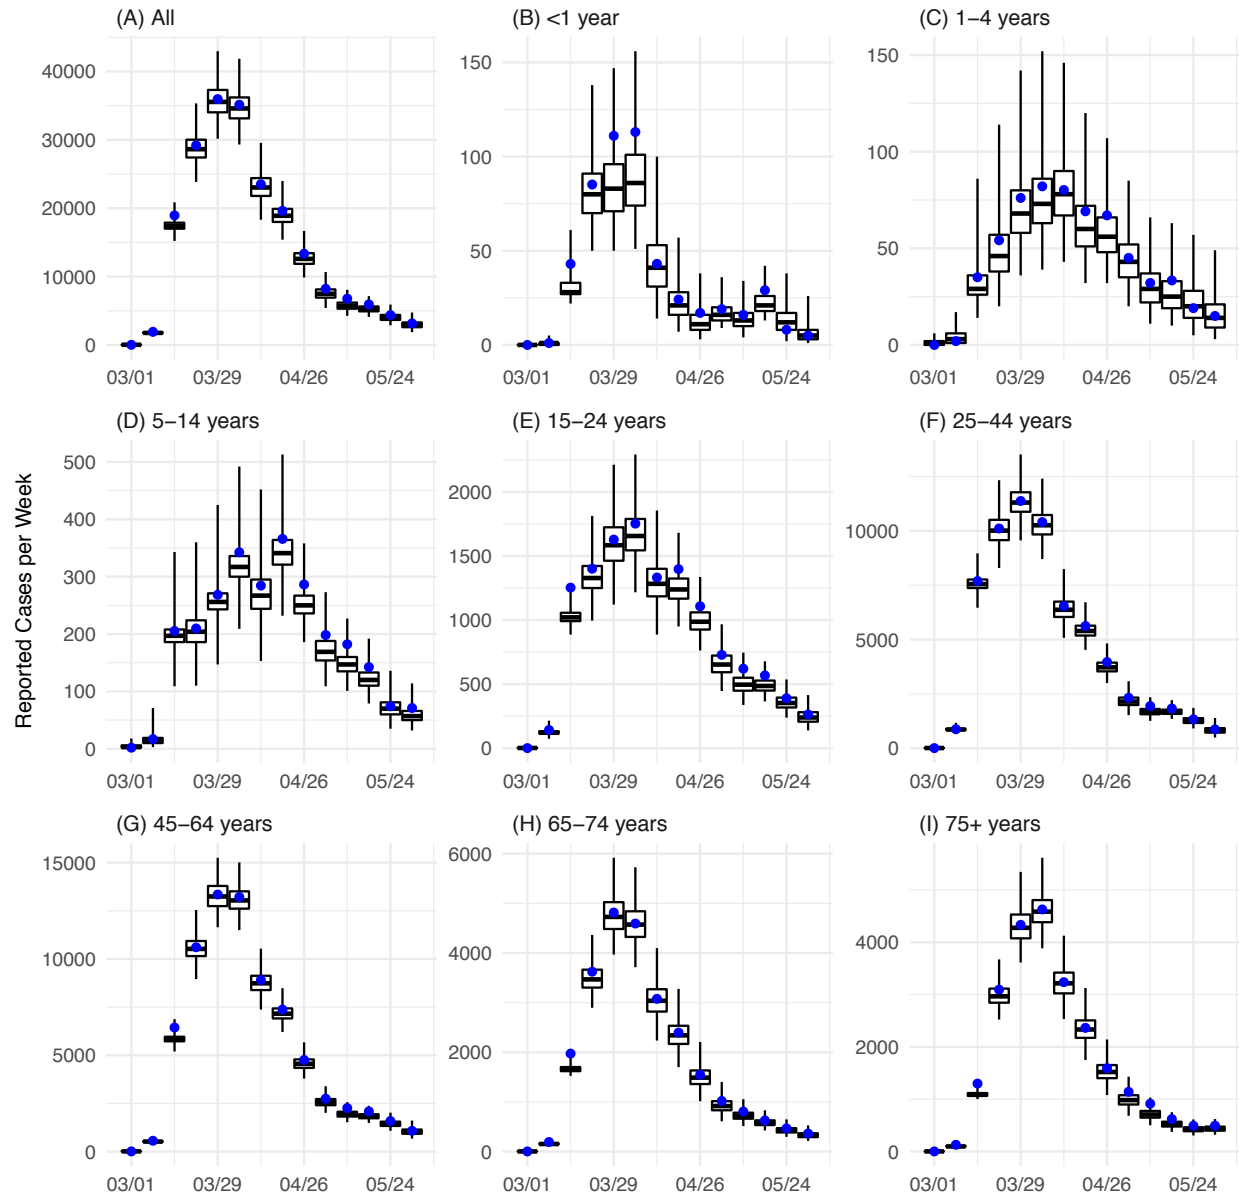 (A) All
(B) <1 year
(C) 1−4 years
40000
30000
20000
10000
0
150
100
50
0
150
100
50
0
03/01 03/29 04/26 05/24
03/01 03/29 04/26 05/24
03/01 03/29 04/26 05/24
(D) 5−14 years
(E) 15−24 years
(F) 25−44 years
Reported Cases per Week
500
400
300
200
100
0
2000
1500
1000
500
0
10000
5000
0
03/01 03/29 04/26 05/24
03/01 03/29 04/26 05/24
03/01 03/29 04/26 05/24
(G) 45−64 years
(H) 65−74 years
(I) 75+ years
15000
10000
5000
0
6000
4000
2000
0
4000
2000
0
03/01 03/29 04/26 05/24
03/01 03/29 04/26 05/24
03/01 03/29 04/26 05/24